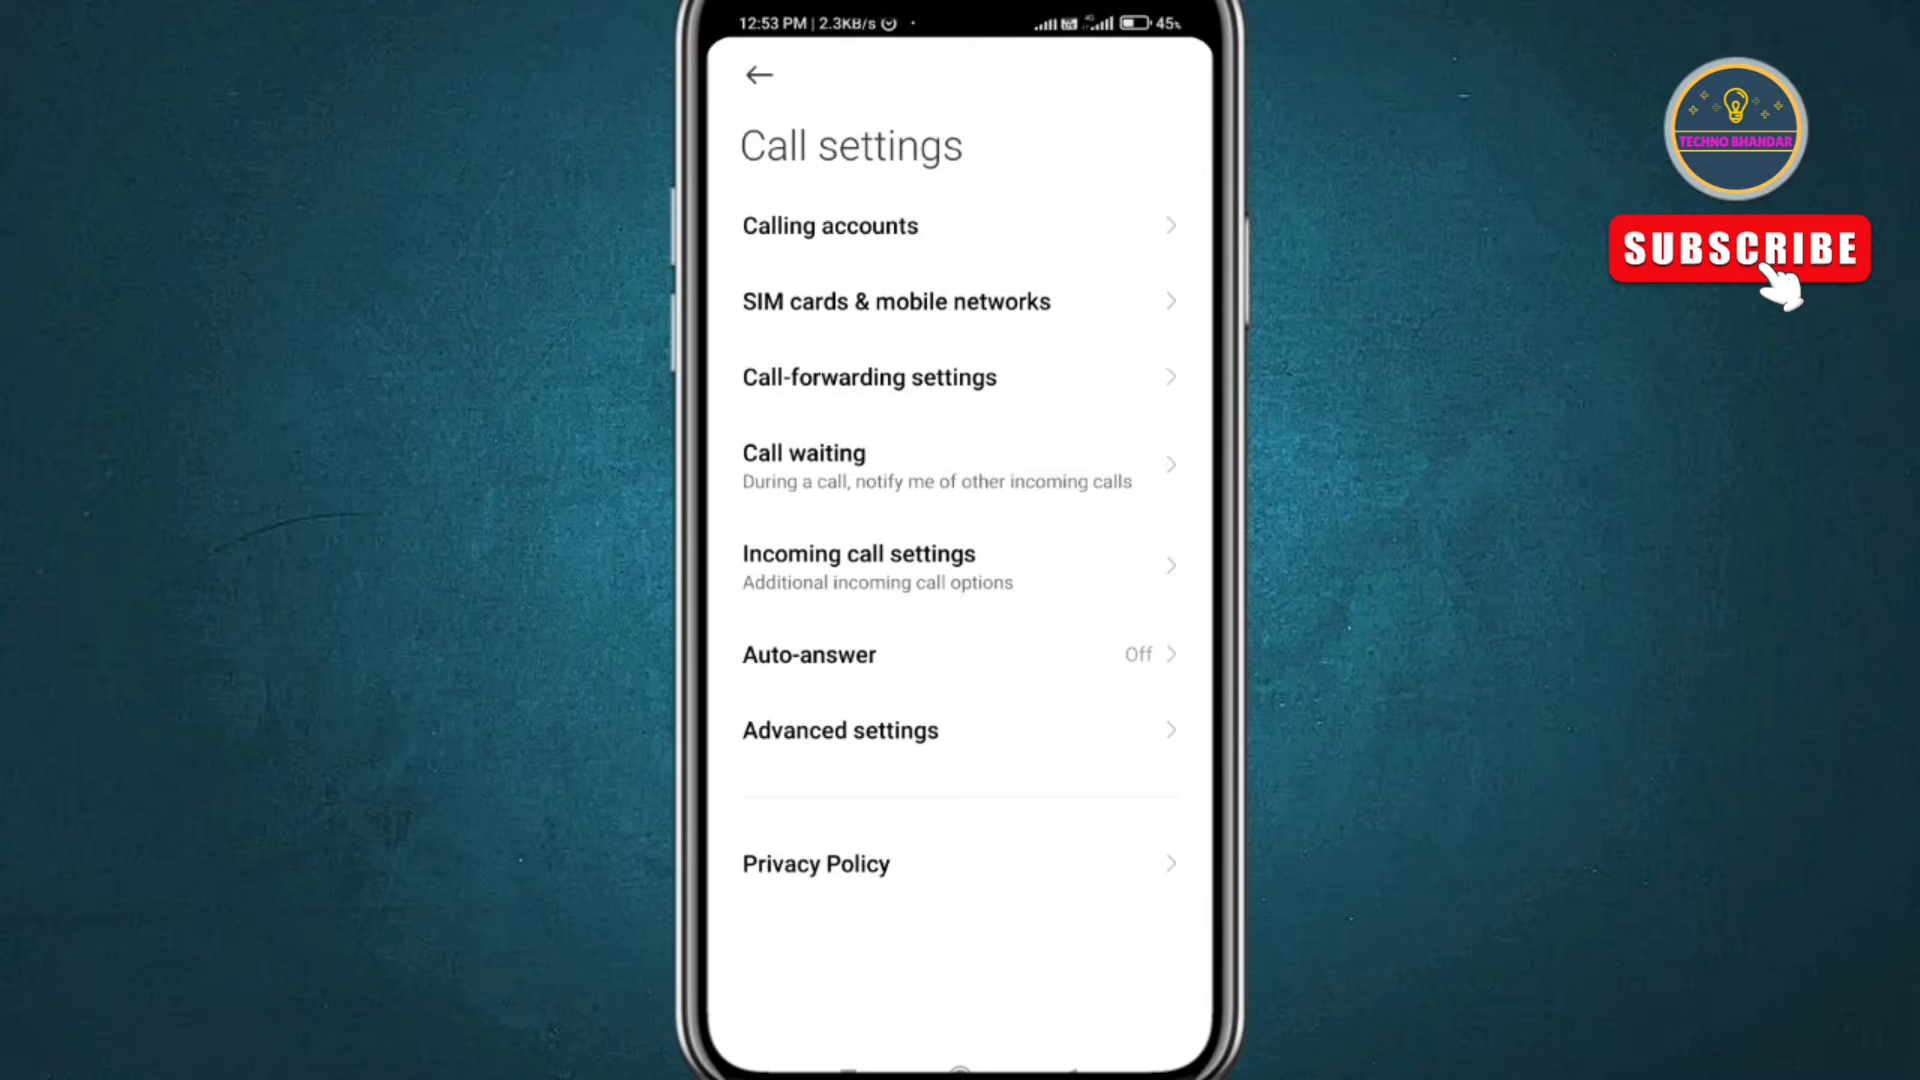 12:53 PM | 2.3KB/s 45%
Call settings
Calling accounts
SIM cards & mobile networks
Call-forwarding settings
Call waiting
During a call, notify me of other incoming calls
Incoming call settings
Additional incoming call options
Auto-answer Off
Advanced settings
Privacy Policy
TECHNO BHANDAR
SUBSCRIBE